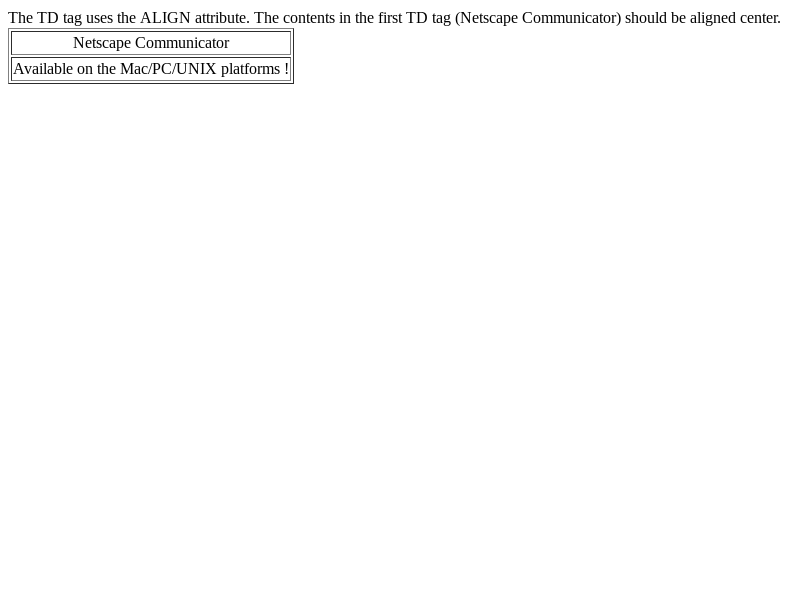 The TD tag uses the ALIGN attribute. The contents in the first TD tag (Netscape Communicator) should be aligned center.
Netscape Communicator
Available on the Mac/PC/UNIX platforms !